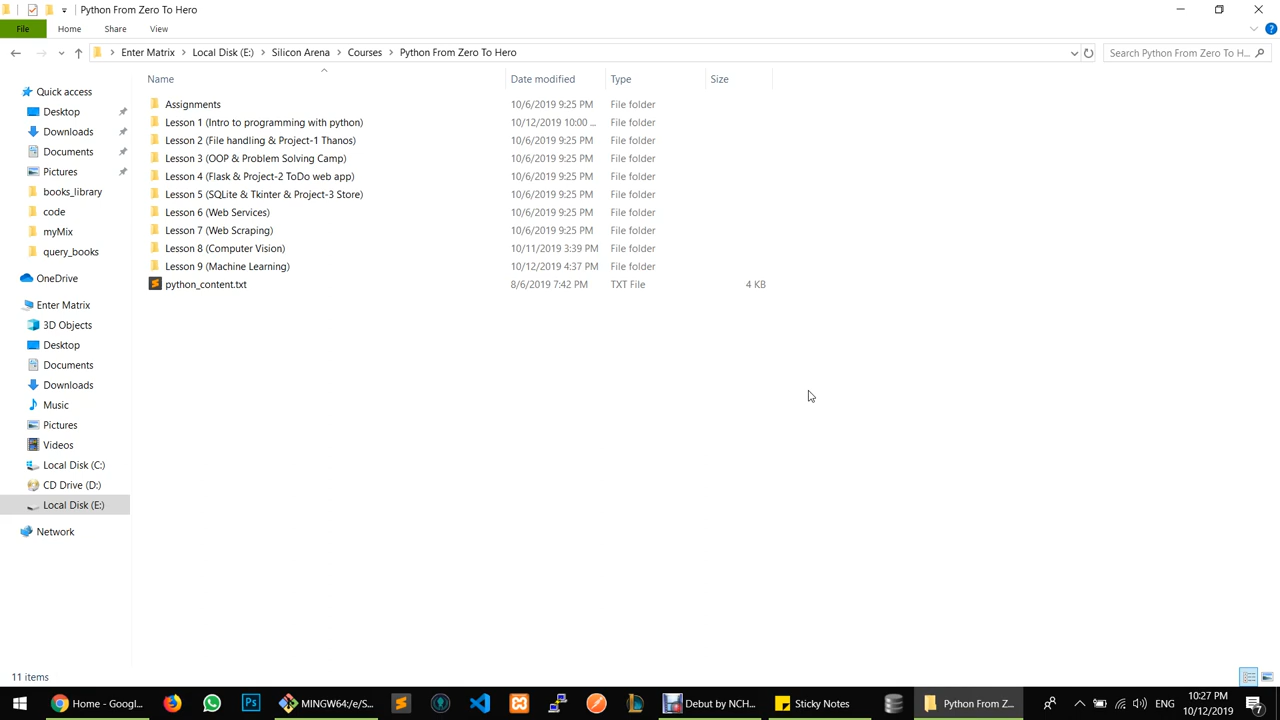 Python From Zero To Hero
File Home Share View
Enter Matrix Local Disk (E:) Silicon Arena Courses Python From Zero To Hero
Search Python From Zero To H...
Name Date modified Type Size
Quick access
Desktop
Downloads
Documents
Pictures
books_library
code
myMix
query_books
OneDrive
Enter Matrix
3D Objects
Desktop
Documents
Downloads
Music
Pictures
Videos
Local Disk (C:)
CD Drive (D:)
Local Disk (E:)
Network
Assignments 10/6/2019 9:25 PM File folder
Lesson 1 (Intro to programming with python) 10/12/2019 10:00 ... File folder
Lesson 2 (File handling & Project-1 Thanos) 10/6/2019 9:25 PM File folder
Lesson 3 (OOP & Problem Solving Camp) 10/6/2019 9:25 PM File folder
Lesson 4 (Flask & Project-2 ToDo web app) 10/6/2019 9:25 PM File folder
Lesson 5 (SQLite & Tkinter & Project-3 Store) 10/6/2019 9:25 PM File folder
Lesson 6 (Web Services) 10/6/2019 9:25 PM File folder
Lesson 7 (Web Scraping) 10/6/2019 9:25 PM File folder
Lesson 8 (Computer Vision) 10/11/2019 3:39 PM File folder
Lesson 9 (Machine Learning) 10/12/2019 4:37 PM File folder
python_content.txt 8/6/2019 7:42 PM TXT File 4 KB
11 items
Home - Googl... Ps MINGW64:/e/S... Debut by NCH... Sticky Notes Python From Z... ENG 10:27 PM
10/12/2019 7